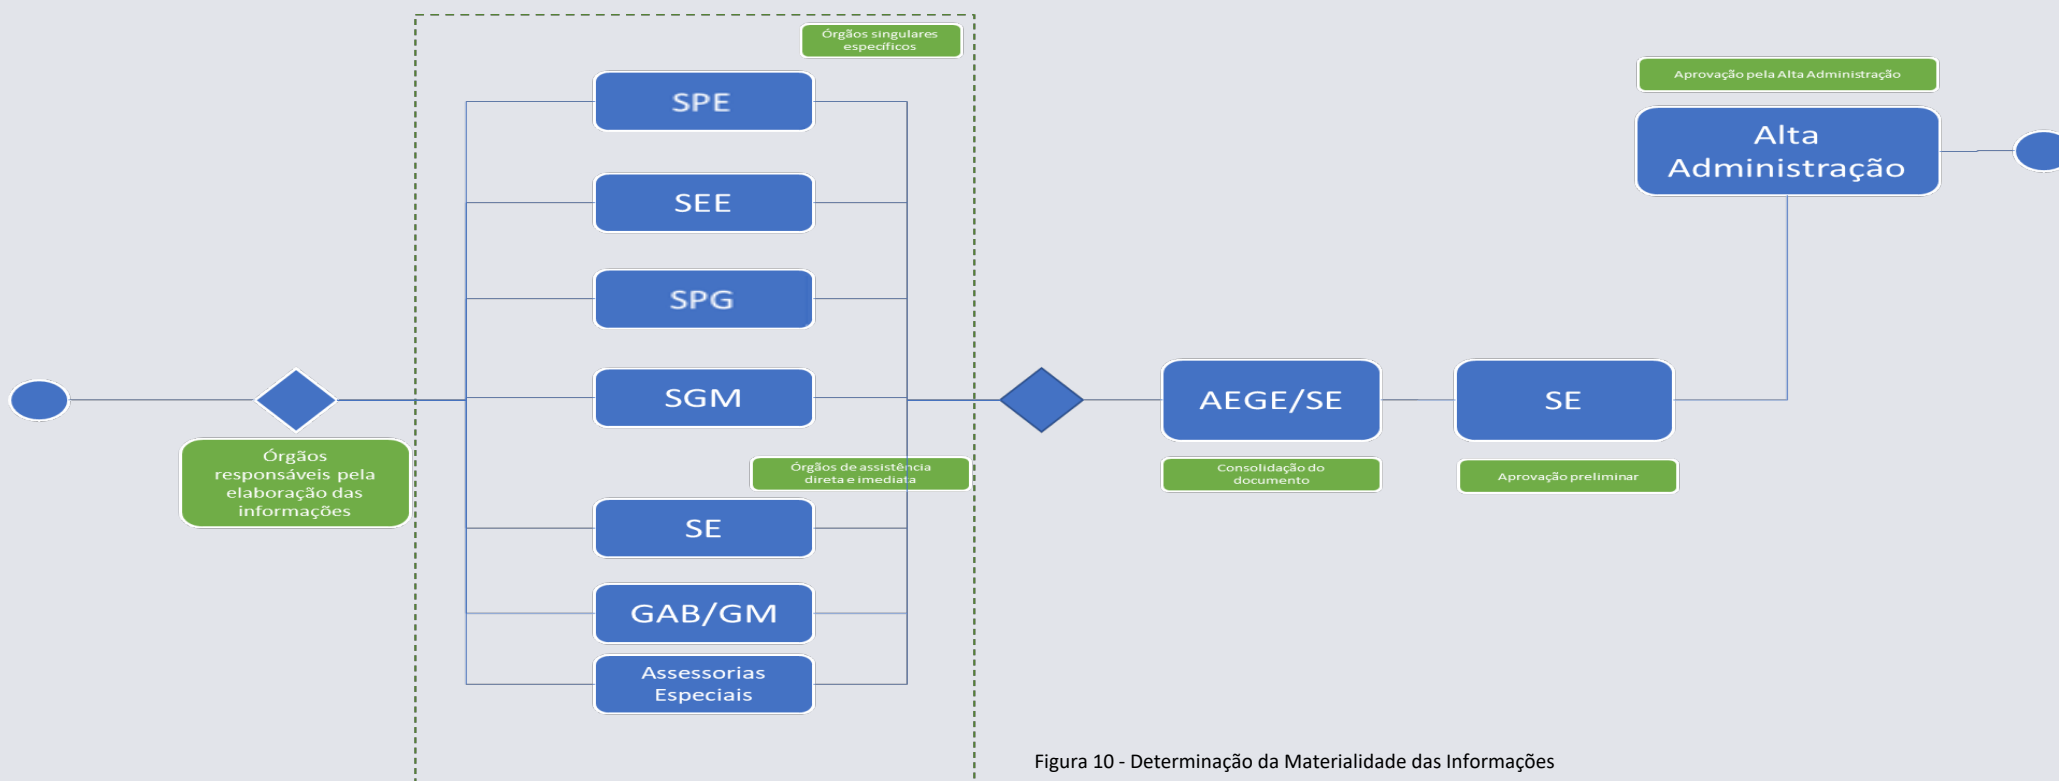 Órgãos singulares
específicos
SPE
SEE
SPG
SGM
Órgãos responsáveis pela
elaboração das
informações
Órgãos de assistência
direta e imediata
SE
GAB/GM
Assessorias
Especiais
AEGE/SE
Consolidação do
documento
SE
Aprovação preliminar
Aprovação pela Alta Administração
Alta
Administração
Figura 10 - Determinação da Materialidade das Informações